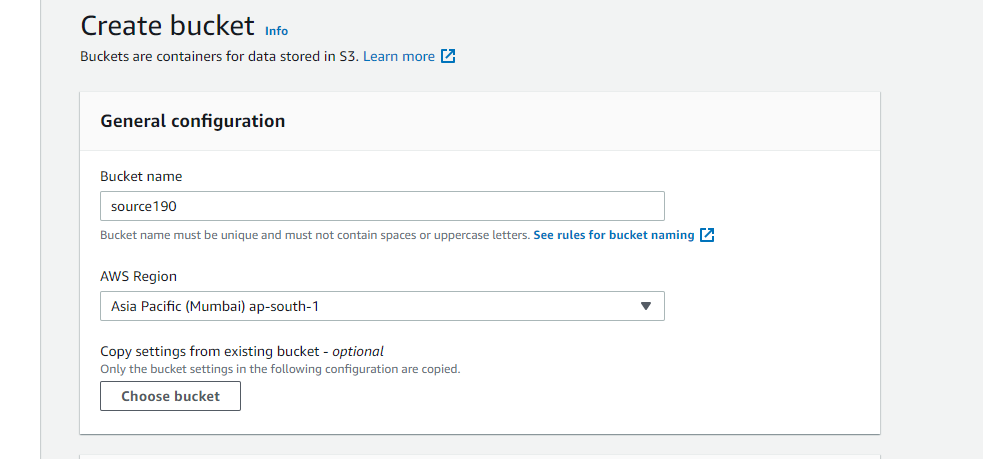 Create bucket Info
Buckets are containers for data stored in S3. Learn more
General configuration
Bucket name
source190
Bucket name must be unique and must not contain spaces or uppercase letters. See rules for bucket naming
AWS Region
Asia Pacific (Mumbai) ap-south-1
Copy settings from existing bucket - optional
Only the bucket settings in the following configuration are copied.
Choose bucket